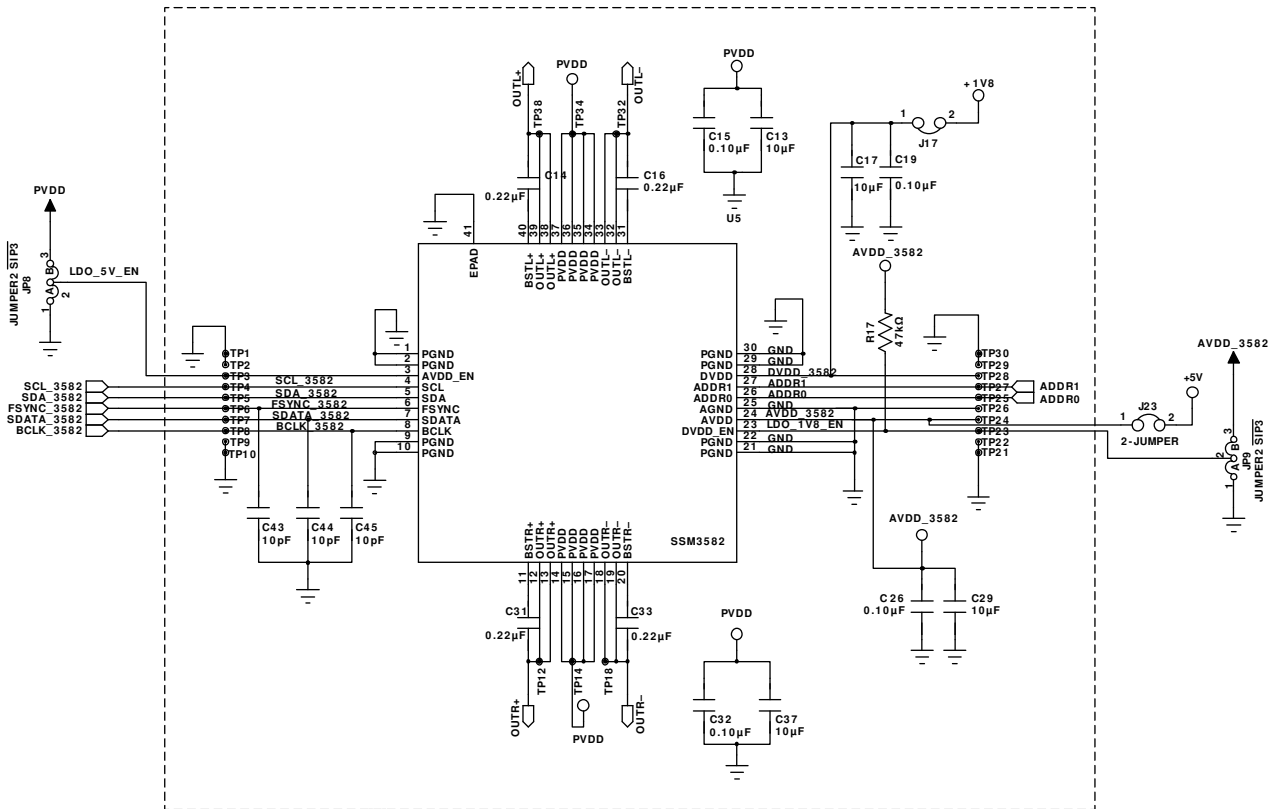 OUTL+
PVDD
OUTL–
TP38
TP34
TP32
C14
0.22µF
C16
0.22µF
PVDD
C15
0.10µF
C13
10µF
U5
+1V8
1
2
J17
C17
10µF
C19
0.10µF
PVDD
JUMPER2 SIP3
JP8
3
B
A
2
1
LDO_5V_EN
41
EPAD
40
39
38
37
36
35
34
33
32
31
BSTL+
OUTL+
OUTL+
PVDD
PVDD
PVDD
PVDD
OUTL–
OUTL–
BSTL–
AVDD_3582
R17
47kΩ
TP1
TP2
TP3
TP4
TP5
TP6
TP7
TP8
TP9
TP10
SCL_3582
SDA_3582
FSYNC_3582
SDATA_3582
BCLK_3582
SCL_3582
SDA_3582
FSYNC_3582
SDATA_3582
BCLK_3582
1
2
3
4
5
6
7
8
9
10
PGND
PGND
AVDD_EN
SCL
SDA
FSYNC
SDATA
BCLK
PGND
PGND
PGND
PGND
DVDD
ADDR1
ADDR0
AGND
AVDD
DVDD_EN
PGND
PGND
30 GND
29 GND
28 DVDD_3582
27 ADDR1
26 ADDR0
25 GND
24 AVDD_3582
23 LDO_1V8_EN
22 GND
21 GND
TP30
TP29
TP28
TP27
TP25
TP26
TP24
TP23
TP22
TP21
ADDR1
ADDR0
+5V
1
J23
2
2-JUMPER
AVDD_3582
3
B
2
A
1
JP9
JUMPER2 SIP3
C43
10pF
C44
10pF
C45
10pF
SSM3582
BSTR+
OUTR+
OUTR+
PVDD
PVDD
PVDD
PVDD
OUTR–
OUTR–
BSTR–
11
12
13
14
15
16
17
18
19
20
C31
0.22µF
C33
0.22µF
TP12
TP14
TP18
OUTR+
PVDD
OUTR–
PVDD
C32
0.10µF
C37
10µF
AVDD_3582
C26
0.10µF
C29
10µF